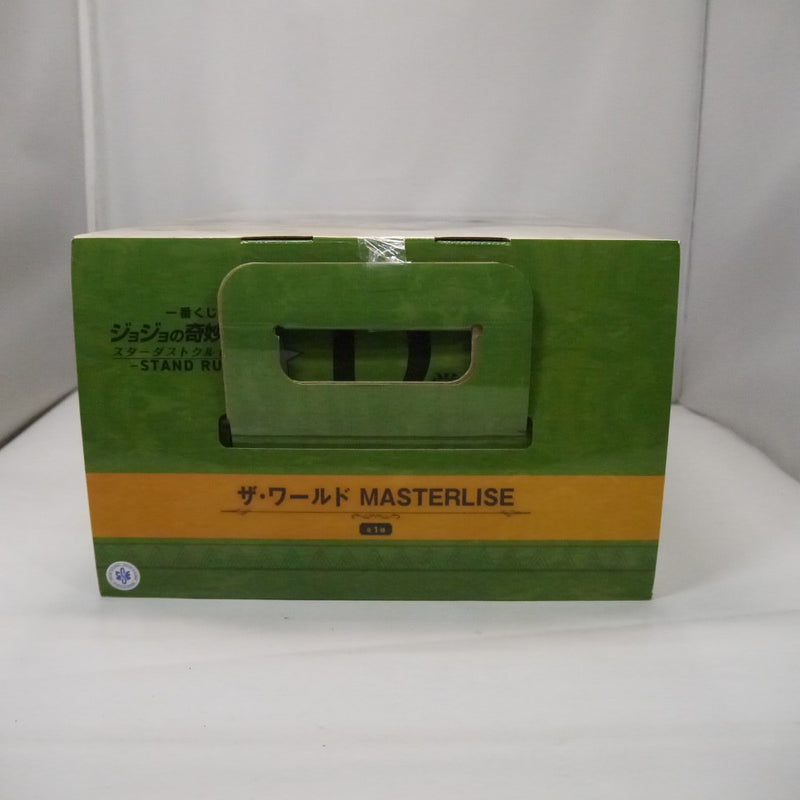 一番くじ
ジョジョの奇妙
スターダストクル
-STAND RU
D
ザ・ワールド MASTERLISE
全1種